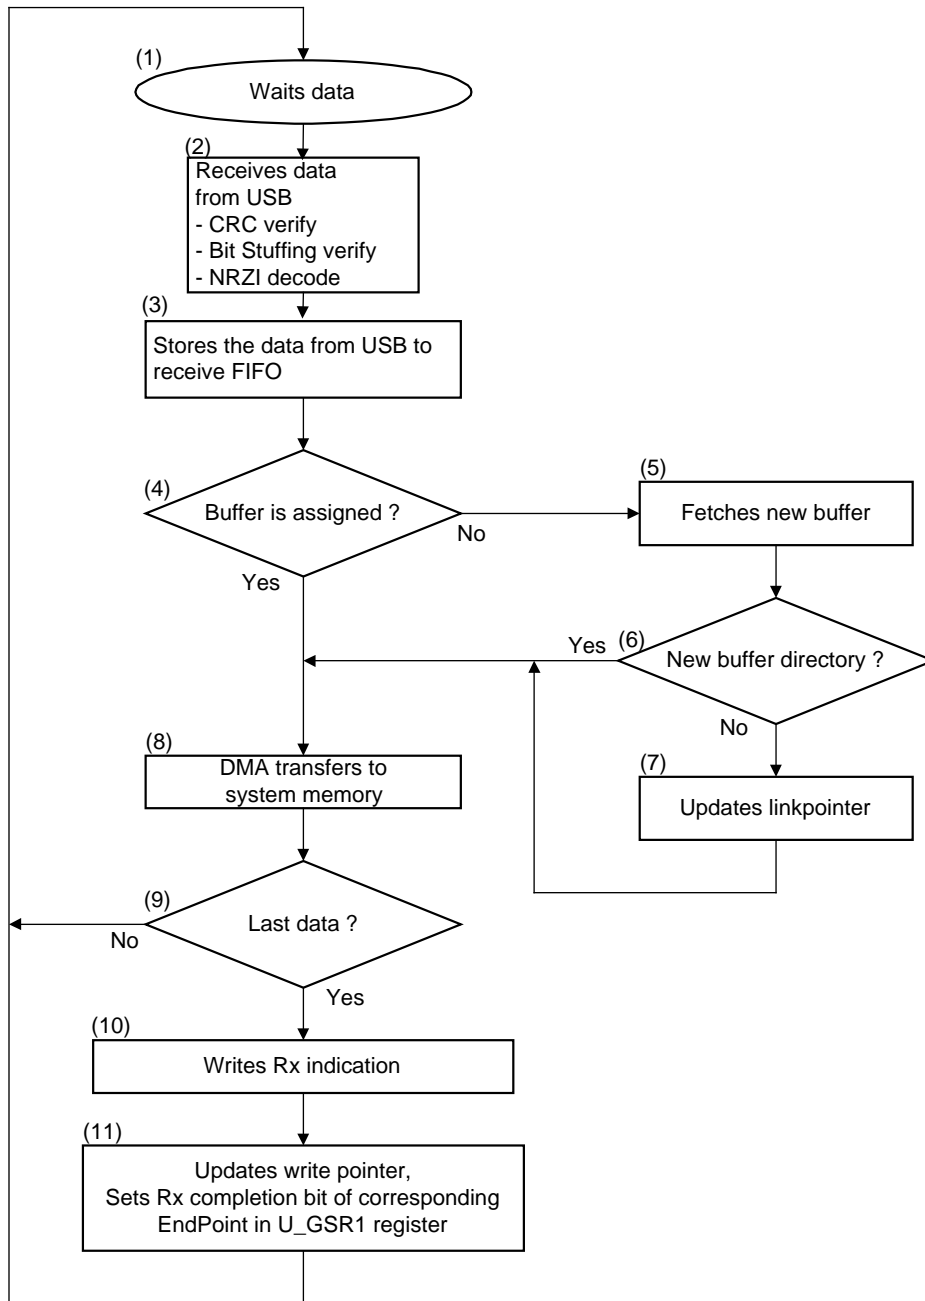 (1)
Waits data
(2)
Receives data
from USB
- CRC verify
- Bit Stuffing verify
- NRZI decode
(3)
Stores the data from USB to
receive FIFO
(4)
Buffer is assigned ?
No
Yes
(5)
Fetches new buffer
(6)
New buffer directory ?
Yes
No
(7)
Updates linkpointer
(8)
DMA transfers to
system memory
(9)
Last data ?
No
Yes
(10)
Writes Rx indication
(11)
Updates write pointer,
Sets Rx completion bit of corresponding
EndPoint in U_GSR1 register